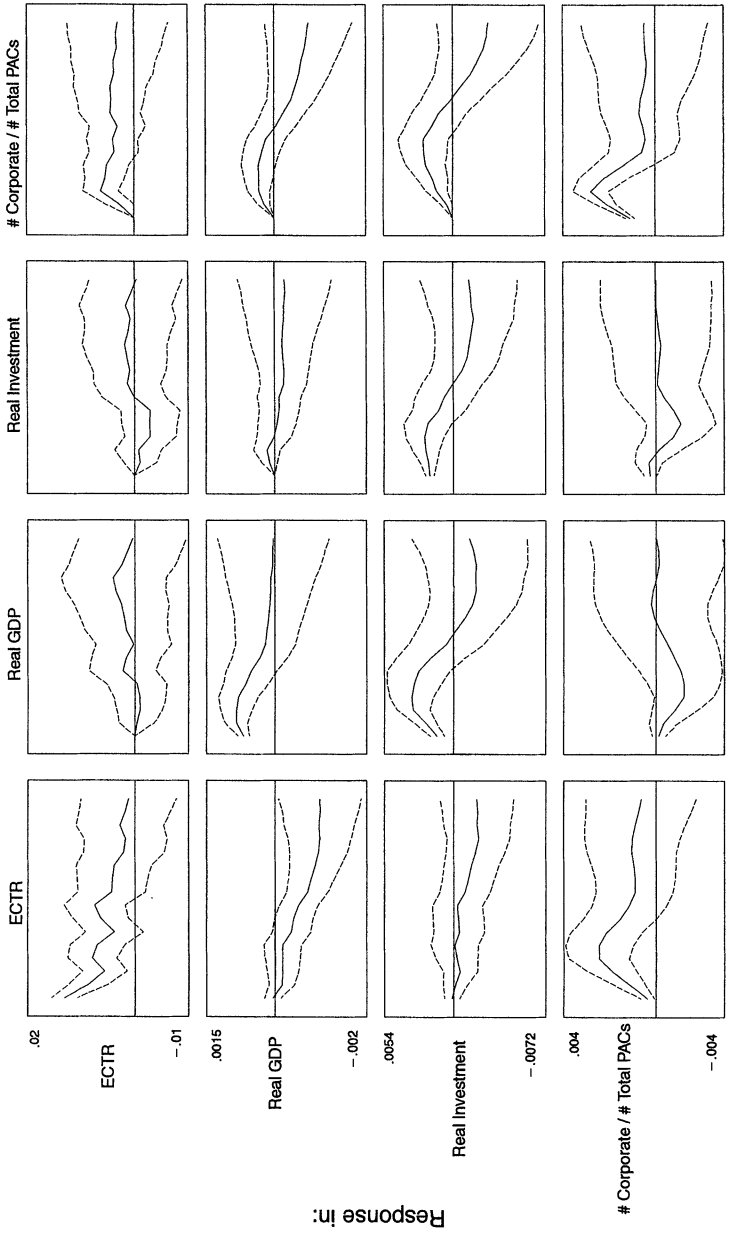 ECTR
Real GDP
Real Investment
# Corporate / # Total PACs
Response in:
.02
ECTR
-.01
.0015
Real GDP
-.002
.0054
Real Investment
-.0072
.004
# Corporate / # Total PACs
-.004